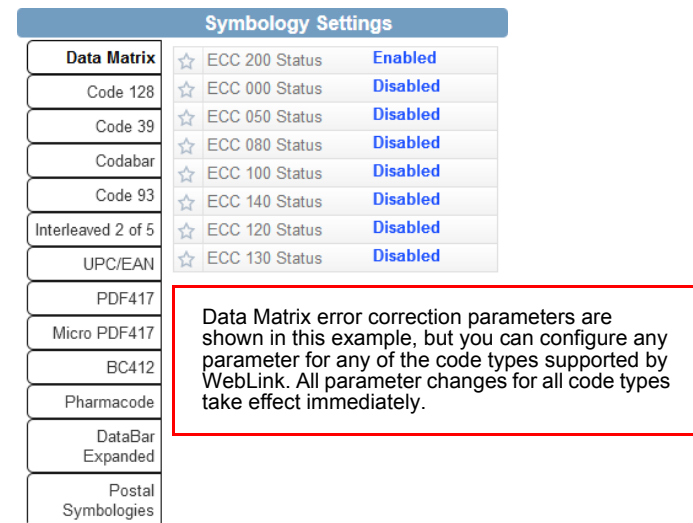 Symbology Settings
Data Matrix
Code 128
Code 39
Codabar
Code 93
Interleaved 2 of 5
UPC/EAN
PDF417
Micro PDF417
BC412
Pharmacode
DataBar
Expanded
Postal
Symbologies
ECC 200 Status Enabled
ECC 000 Status Disabled
ECC 050 Status Disabled
ECC 080 Status Disabled
ECC 100 Status Disabled
ECC 140 Status Disabled
ECC 120 Status Disabled
ECC 130 Status Disabled
Data Matrix error correction parameters are
shown in this example, but you can configure any
parameter for any of the code types supported by
WebLink. All parameter changes for all code types
take effect immediately.